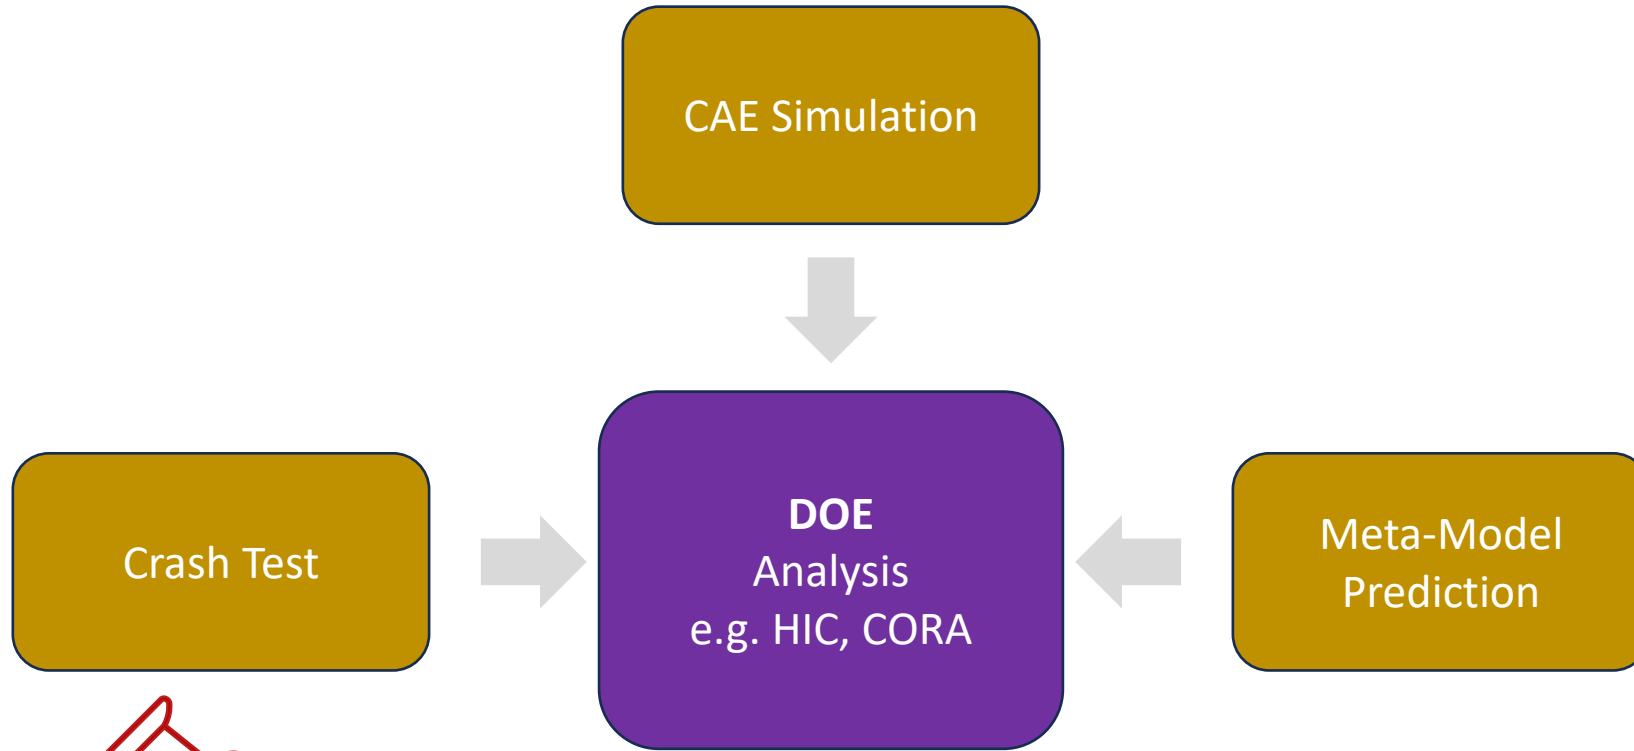 CAE Simulation
Crash Test
DOE
Analysis
e.g. HIC, CORA
Meta-Model
Prediction